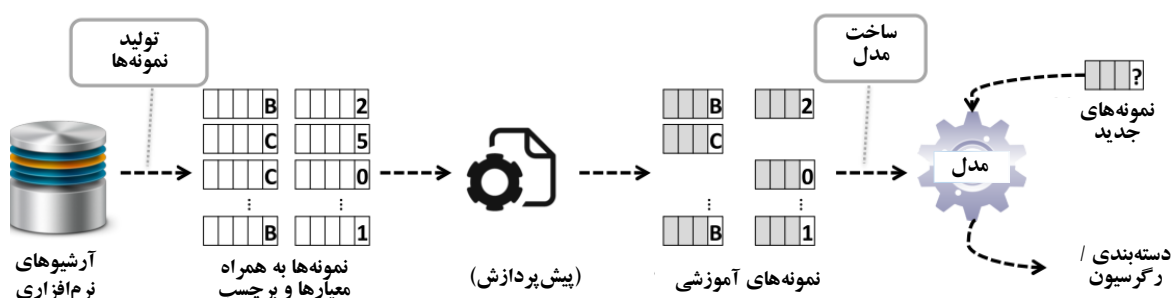 تولید
نمونه‌ها
ساخت
مدل
B 2
C 5
C 0
⋮ ⋮
B 1
B 2
C
0
⋮ ⋮
B 1
?
نمونه‌های
جدید
مدل
آرشیوهای
نرم‌افزاری
نمونه‌ها به همراه
معیارها و برچسب
(پیش‌پردازش)
نمونه‌های آموزشی
دسته‌بندی /
رگرسیون